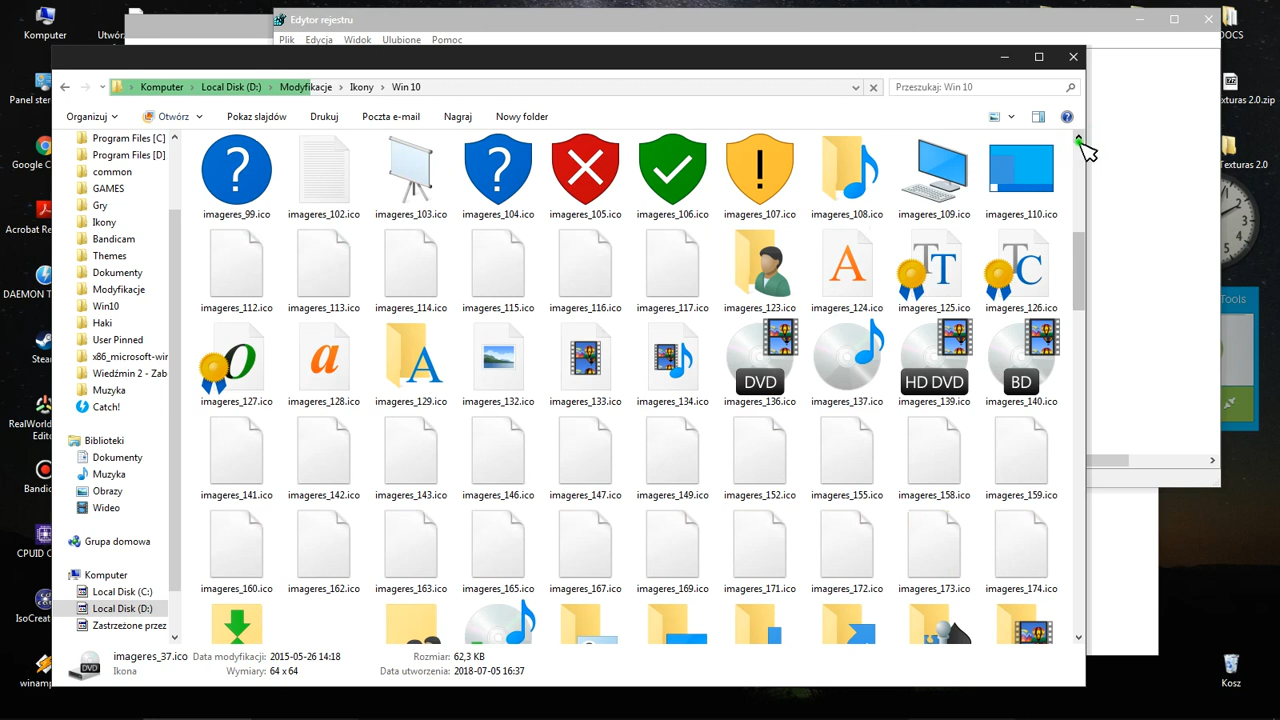 Komputer
Utwór
DOCS
Edytor rejestru
Plik Edycja Widok Ulubione Pomoc
Komputer Local Disk (D:) Modyfikacje Ikony Win 10
Przeszukaj: Win 10
Panel ster
Texturas 2.0.zip
Organizuj Otwórz Pokaz slajdów Drukuj Poczta e-mail Nagraj Nowy folder
Program Files [C]
Program Files [D]
common
GAMES
Gry
Ikony
Bandicam
Themes
Dokumenty
Modyfikacje
Win10
Haki
User Pinned
x86_microsoft-wir
Wiedźmin 2 - Zab
Muzyka
Catch!
Biblioteki
Dokumenty
Muzyka
Obrazy
Wideo
Grupa domowa
Komputer
Local Disk (C:)
Local Disk (D:)
Zastrzeżone przez
Google C
Acrobat Re
DAEMON T
Steam
RealWorld
Editor
Bandic
CPUID C
IsoCreat
winamp
imageres_99.ico imageres_102.ico imageres_103.ico imageres_104.ico imageres_105.ico imageres_106.ico imageres_107.ico imageres_108.ico imageres_109.ico imageres_110.ico
imageres_112.ico imageres_113.ico imageres_114.ico imageres_115.ico imageres_116.ico imageres_117.ico imageres_123.ico imageres_124.ico imageres_125.ico imageres_126.ico
DVD HD DVD BD
imageres_127.ico imageres_128.ico imageres_129.ico imageres_132.ico imageres_133.ico imageres_134.ico imageres_136.ico imageres_137.ico imageres_139.ico imageres_140.ico
imageres_141.ico imageres_142.ico imageres_143.ico imageres_146.ico imageres_147.ico imageres_149.ico imageres_152.ico imageres_155.ico imageres_158.ico imageres_159.ico
imageres_160.ico imageres_162.ico imageres_163.ico imageres_165.ico imageres_167.ico imageres_169.ico imageres_171.ico imageres_172.ico imageres_173.ico imageres_174.ico
imageres_37.ico Data modyfikacji: 2015-05-26 14:18 Rozmiar: 62,3 KB
Ikona Wymiary: 64 x 64 Data utworzenia: 2018-07-05 16:37
Texturas 2.0
Tools
Kosz